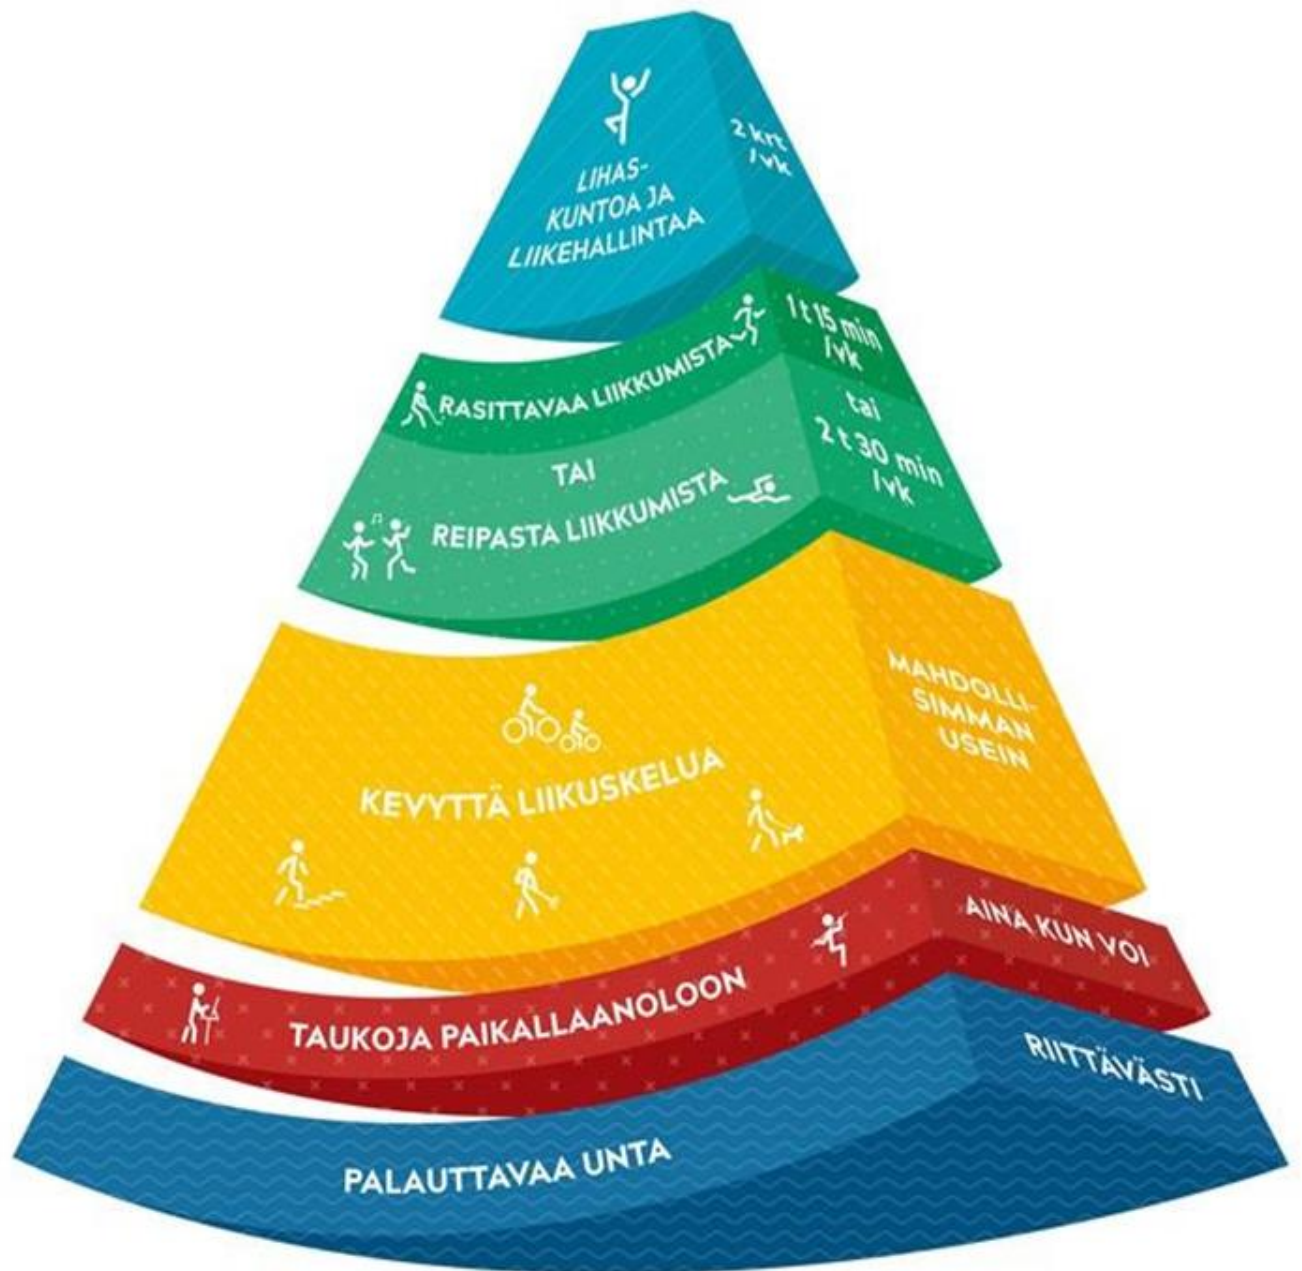 LIHAS-
KUNTOA JA
LIIKEHALLINTAA
2 krt
/vk
RASITTAVAA LIIKKUMISTA
1 t 15 min
/vk
TAI
REIPASTA LIIKKUMISTA
tai
2 t 30 min
/vk
KEVYTTÄ LIIKUSKELUA
MAHDOLLI-
SIMMAN
USEIN
TAUKOJA PAIKALLAANOLOON
AINA KUN VOI
PALAUTTAVAA UNTA
RIITTÄVÄSTI